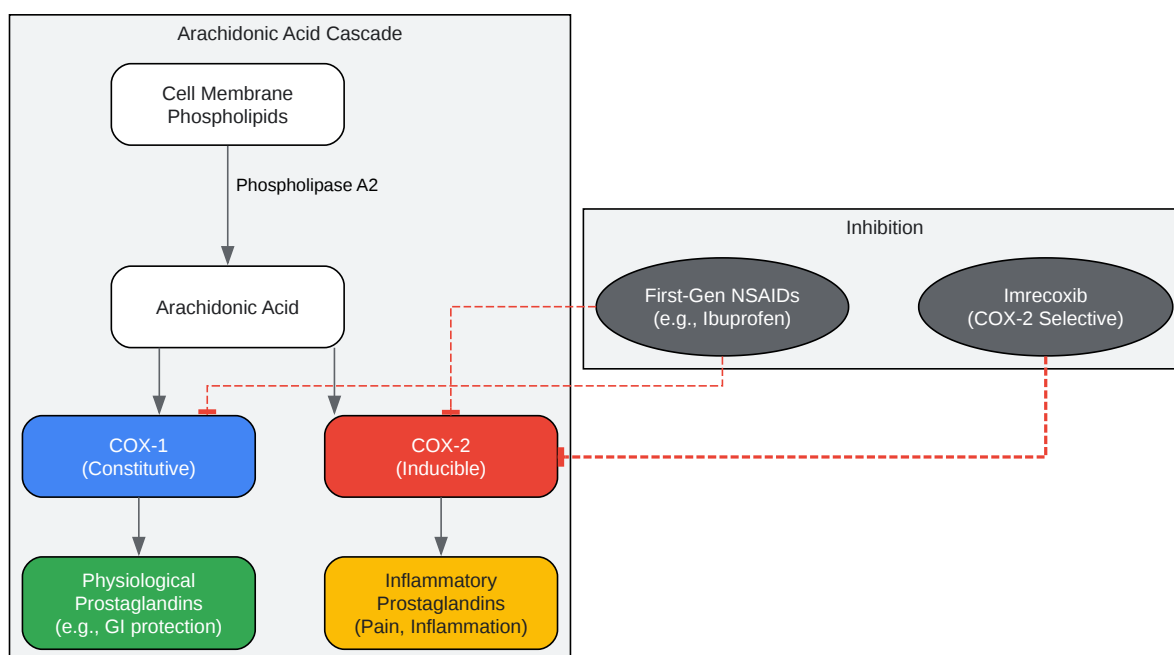 Arachidonic Acid Cascade
Cell Membrane
Phospholipids
Phospholipase A2
Inhibition
First-Gen NSAIDs
(e.g., Ibuprofen)
Imrecoxib
(COX-2 Selective)
Arachidonic Acid
COX-1
(Constitutive)
COX-2
(Inducible)
Physiological
Prostaglandins
(e.g., GI protection)
Inflammatory
Prostaglandins
(Pain, Inflammation)